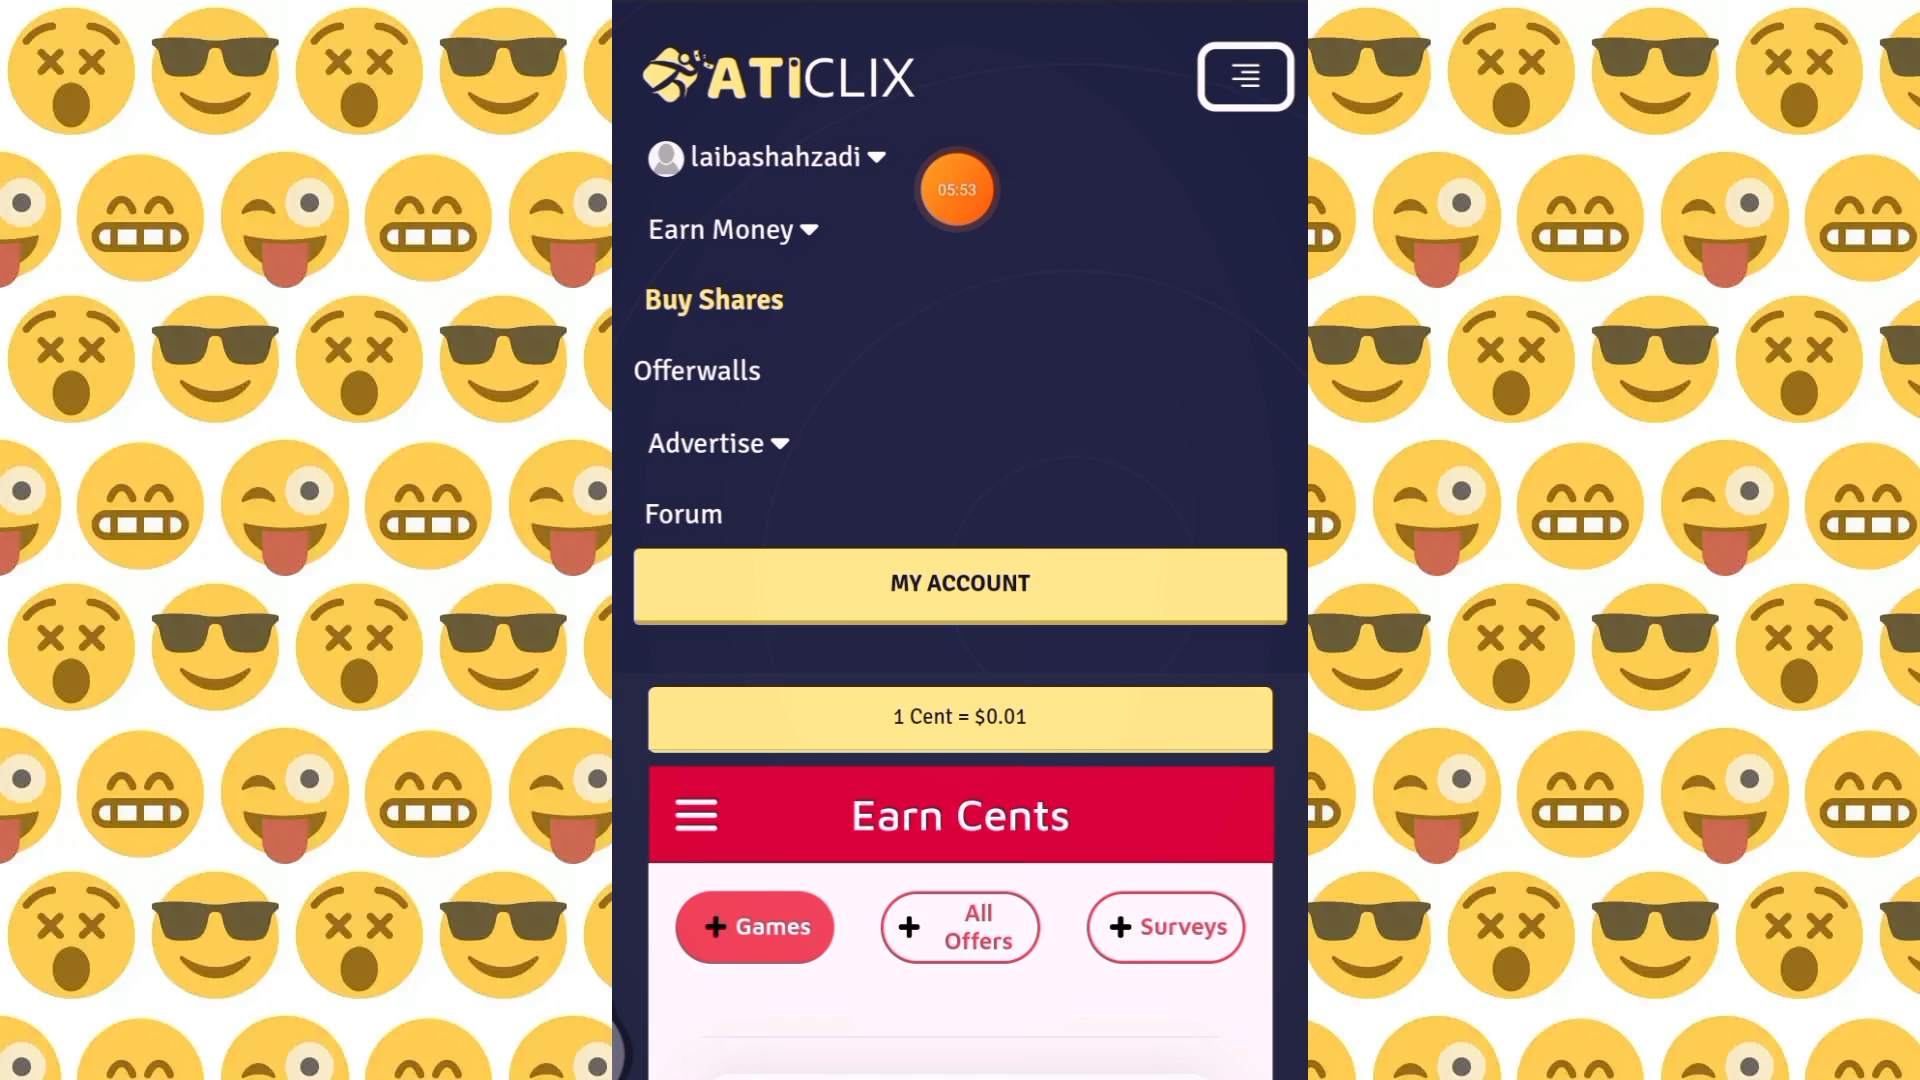 ATICLIX
laibashahzadi
05:53
Earn Money
Buy Shares
Offerwalls
Advertise
Forum
MY ACCOUNT
1 Cent = $0.01
Earn Cents
Games
All
Offers
Surveys